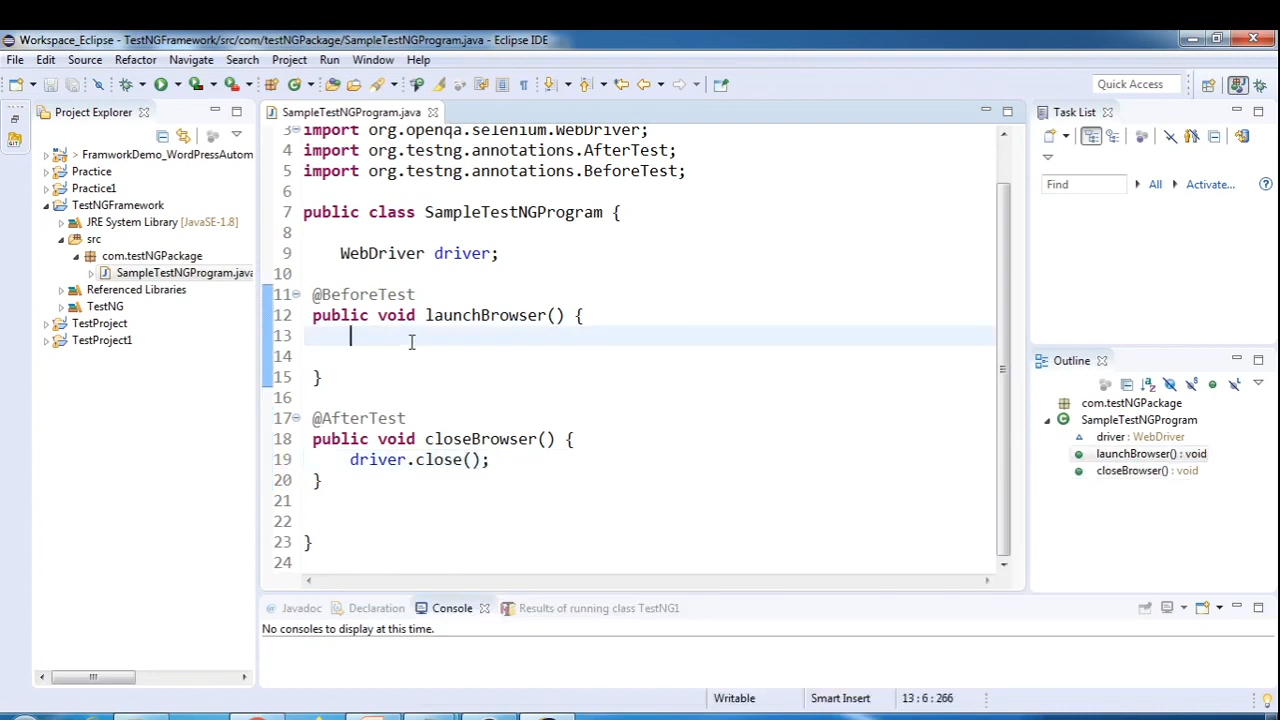 Workspace_Eclipse - TestNGFramework/src/com/testNGPackage/SampleTestNGProgram.java - Eclipse IDE
File Edit Source Refactor Navigate Search Project Run Window Help
Quick Access
Project Explorer
> FramworkDemo_WordPressAutom
Practice
Practice1
TestNGFramework
JRE System Library [JavaSE-1.8]
src
com.testNGPackage
SampleTestNGProgram.java
Referenced Libraries
TestNG
TestProject
TestProject1
SampleTestNGProgram.java
3 import org.openqa.selenium.WebDriver;
4 import org.testng.annotations.AfterTest;
5 import org.testng.annotations.BeforeTest;
6
7 public class SampleTestNGProgram {
8
9 WebDriver driver;
10
11 @BeforeTest
12 public void launchBrowser() {
13
14
15 }
16
17 @AfterTest
18 public void closeBrowser() {
19 driver.close();
20 }
21
22
23 }
24
Task List
Find All Activate...
Outline
com.testNGPackage
SampleTestNGProgram
driver : WebDriver
launchBrowser() : void
closeBrowser() : void
@ Javadoc Declaration Console Results of running class TestNG1
No consoles to display at this time.
Writable Smart Insert 13 : 6 : 266